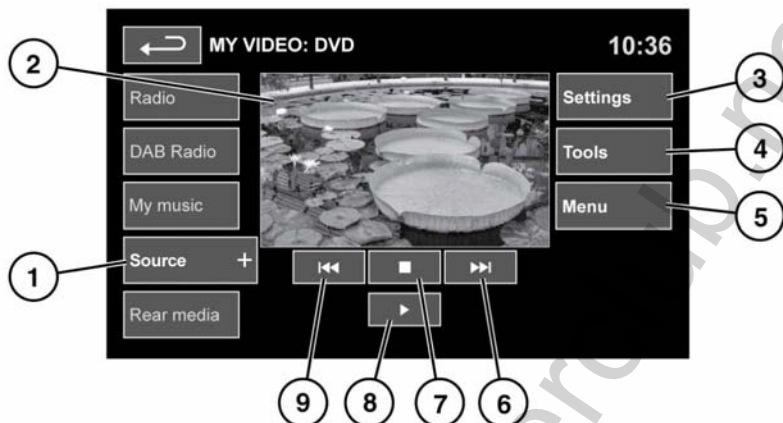 MY VIDEO: DVD
10:36
Radio
DAB Radio
My music
Source +
Rear media
Settings
Tools
Menu
1
2
3
4
5
6
7
8
9